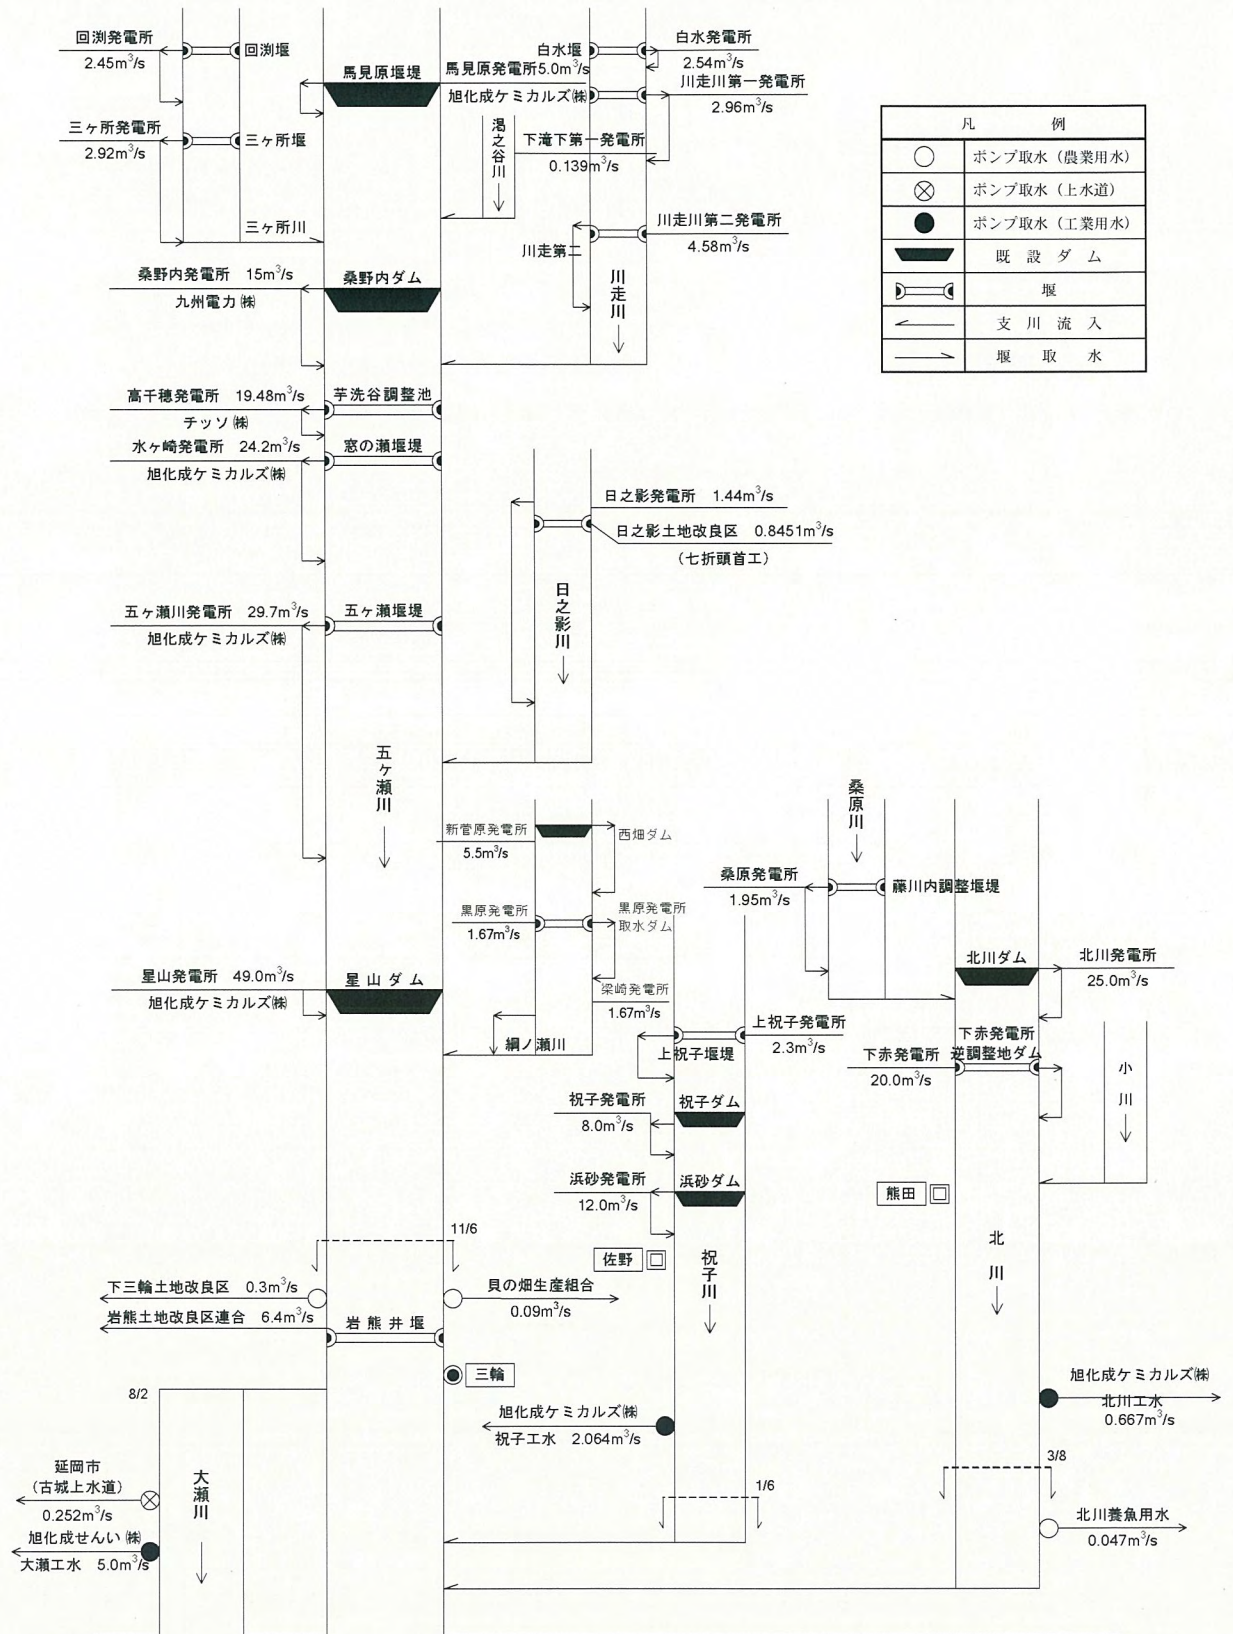 回渕発電所
2.45m³/s
回渕堰
三ヶ所発電所
2.92m³/s
三ヶ所堰
三ヶ所川
馬見原堰堤
馬見原発電所5.0m³/s
旭化成ケミカルズ㈱
白水堰
白水発電所
2.54m³/s
川走川第一発電所
2.96m³/s
潟之谷川
下滝下第一発電所
0.139m³/s
川走川第二発電所
4.58m³/s
川走第二
川走川
凡例
ポンプ取水（農業用水）
ポンプ取水（上水道）
ポンプ取水（工業用水）
既設ダム
堰
支川流入
堰取水
桑野内発電所 15m³/s
九州電力㈱
桑野内ダム
高千穂発電所 19.48m³/s
チッソ㈱
芋洗谷調整池
水ヶ崎発電所 24.2m³/s
旭化成ケミカルズ㈱
窓の瀬堰堤
日之影発電所 1.44m³/s
日之影土地改良区 0.8451m³/s
（七折頭首工）
日之影川
五ヶ瀬川発電所 29.7m³/s
旭化成ケミカルズ㈱
五ヶ瀬堰堤
五ヶ瀬川
新菅原発電所
5.5m³/s
西畑ダム
黒原発電所
1.67m³/s
黒原発電所
取水ダム
梁崎発電所
1.67m³/s
綱ノ瀬川
桑原川
桑原発電所
1.95m³/s
藤川内調整堰堤
星山発電所 49.0m³/s
旭化成ケミカルズ㈱
星山ダム
北川ダム
北川発電所
25.0m³/s
上祝子発電所
2.3m³/s
上祝子堰堤
下赤発電所
逆調整地ダム
下赤発電所
20.0m³/s
小川
祝子発電所
8.0m³/s
祝子ダム
浜砂発電所
12.0m³/s
浜砂ダム
熊田
佐野
祝子川
北川
11/6
下三輪土地改良区 0.3m³/s
貝の畑生産組合
0.09m³/s
岩熊土地改良区連合 6.4m³/s
岩熊井堰
三輪
8/2
旭化成ケミカルズ㈱
祝子工水 2.064m³/s
旭化成ケミカルズ㈱
北川工水
0.667m³/s
延岡市
（古城上水道）
0.252m³/s
旭化成せんい㈱
大瀬工水 5.0m³/s
大瀬川
1/6
3/8
北川養魚用水
0.047m³/s